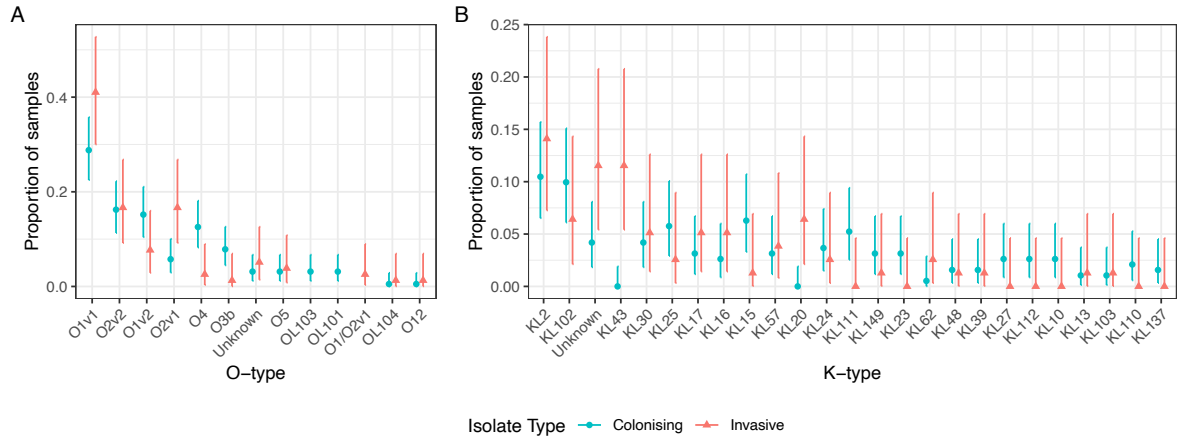 A
B
Proportion of samples
0.4
0.2
0.0
O1v1
O2v2
O1v2
O2v1
O4
O3b
Unknown
O5
OL103
OL101
O1/O2v1
OL104
O12
O−type
Proportion of samples
0.25
0.20
0.15
0.10
0.05
0.00
KL2
KL102
Unknown
KL43
KL30
KL25
KL17
KL16
KL15
KL57
KL20
KL24
KL111
KL149
KL23
KL62
KL48
KL39
KL27
KL112
KL10
KL13
KL103
KL110
KL137
K−type
Isolate Type Colonising Invasive